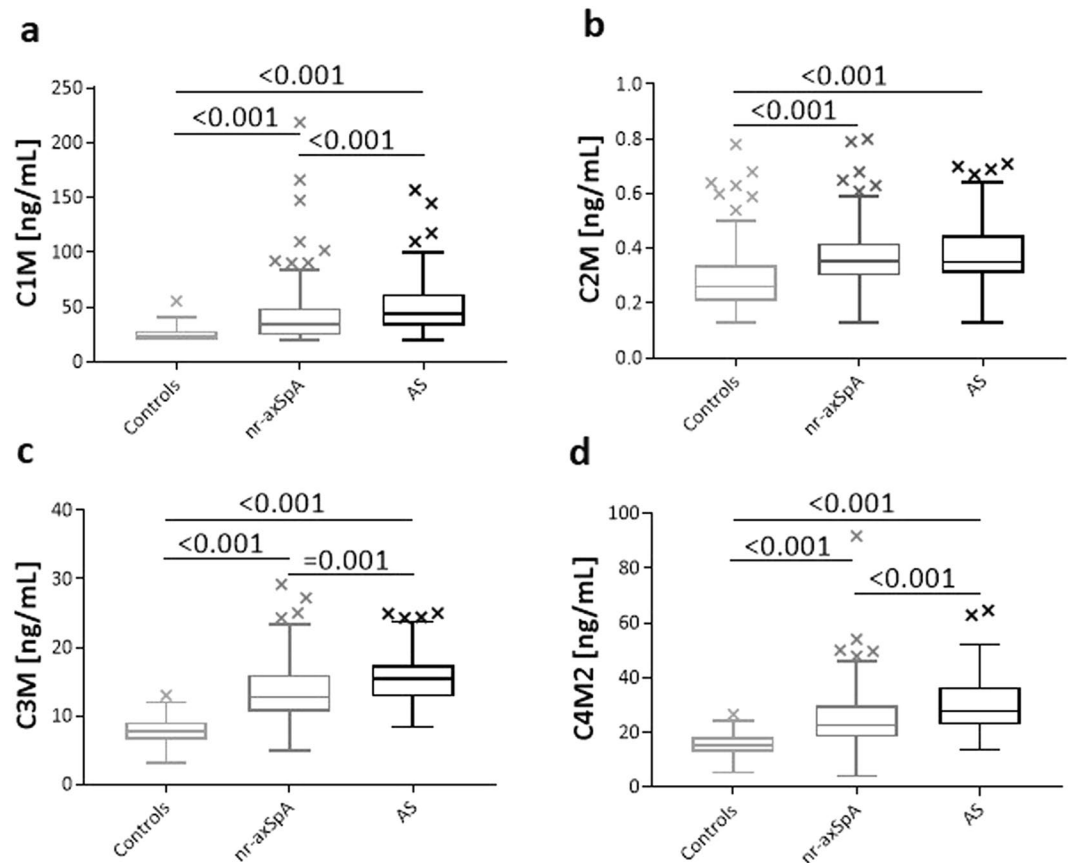 a
C1M [ng/mL]
250
200
150
100
50
0
<0.001
<0.001
<0.001
Controls
nr-axSpA
AS
b
C2M [ng/mL]
1.0
0.8
0.6
0.4
0.2
0.0
<0.001
<0.001
Controls
nr-axSpA
AS
c
C3M [ng/mL]
40
30
20
10
0
<0.001
<0.001
=0.001
Controls
nr-axSpA
AS
d
C4M2 [ng/mL]
100
80
60
40
20
0
<0.001
<0.001
<0.001
Controls
nr-axSpA
AS